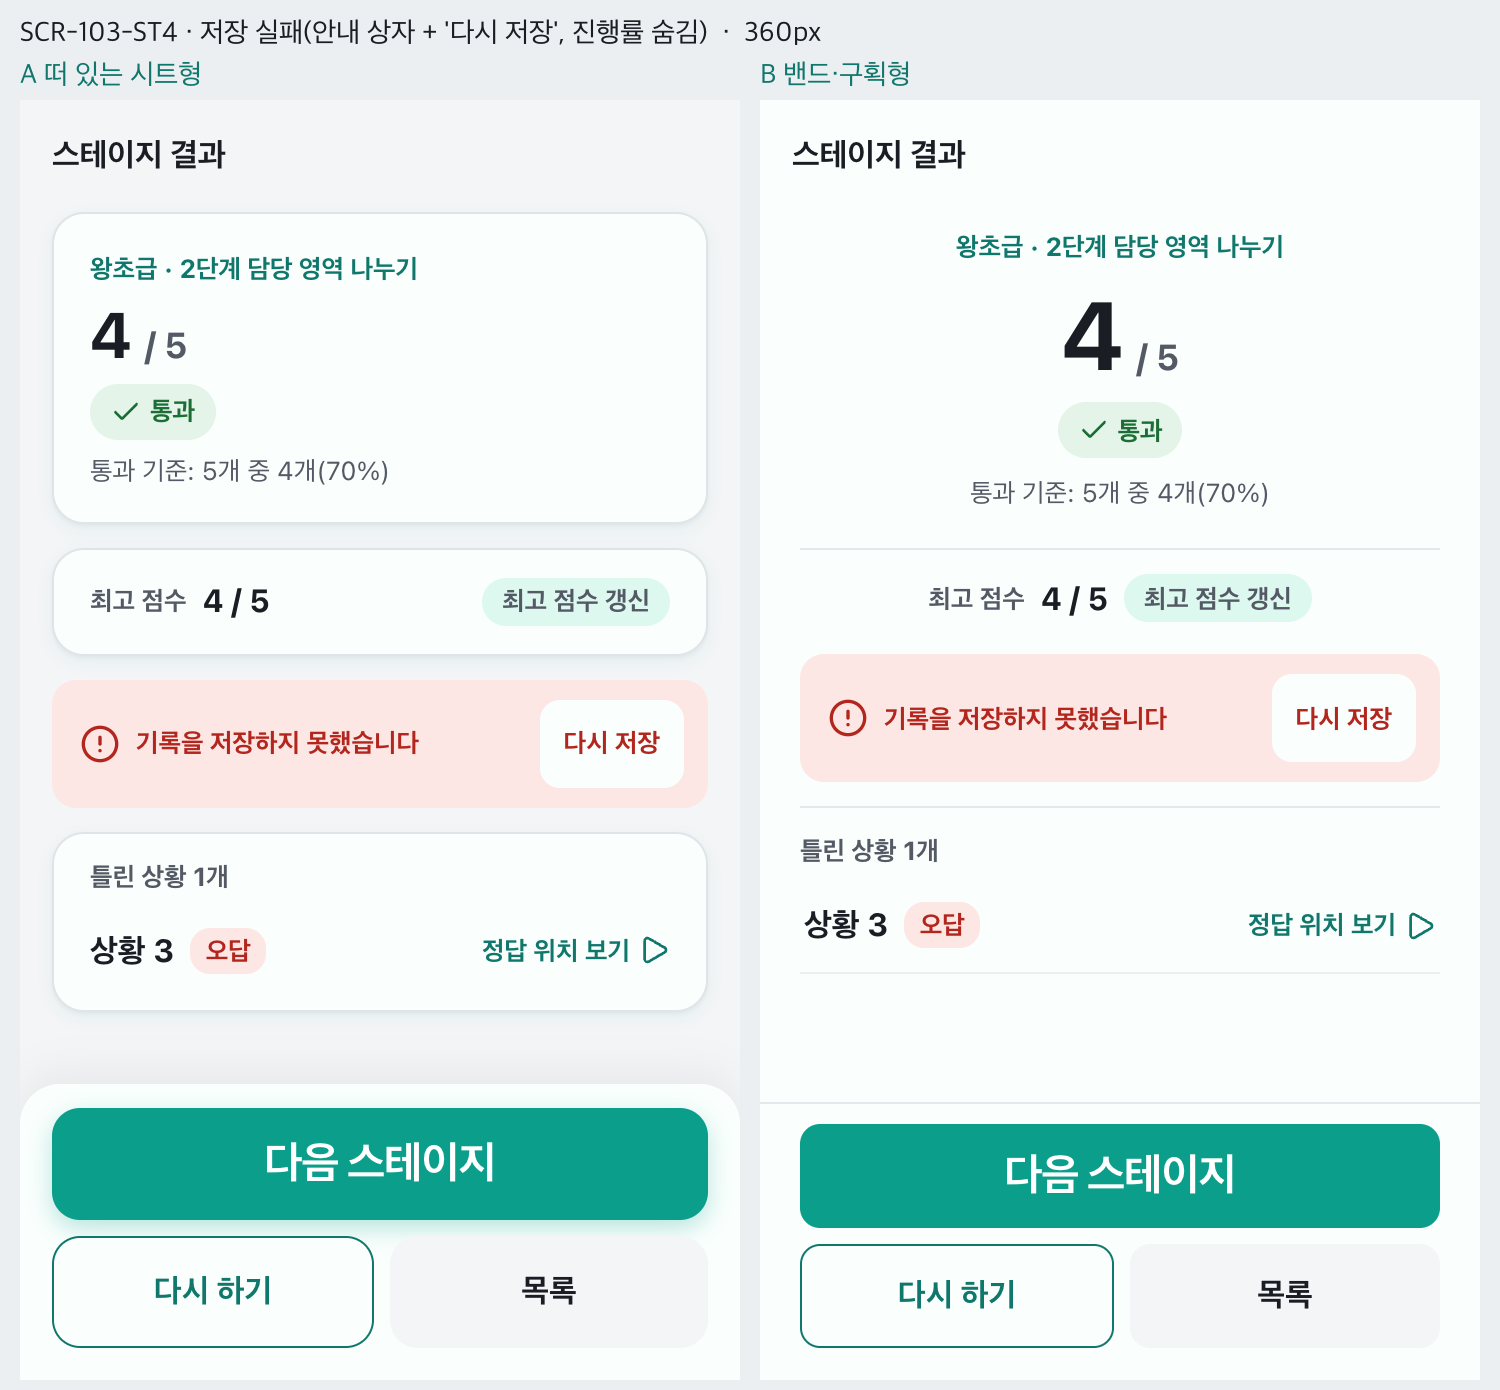 SCR-103-ST4 · 저장 실패(안내 상자 + '다시 저장', 진행률 숨김) · 360px
A 떠 있는 시트형
스테이지 결과
왕초급 · 2단계 담당 영역 나누기
4 / 5
통과
통과 기준: 5개 중 4개(70%)
최고 점수 4 / 5 최고 점수 갱신
기록을 저장하지 못했습니다 다시 저장
틀린 상황 1개
상황 3 오답 정답 위치 보기
다음 스테이지
다시 하기 목록
B 밴드·구획형
스테이지 결과
왕초급 · 2단계 담당 영역 나누기
4 / 5
통과
통과 기준: 5개 중 4개(70%)
최고 점수 4 / 5 최고 점수 갱신
기록을 저장하지 못했습니다 다시 저장
틀린 상황 1개
상황 3 오답 정답 위치 보기
다음 스테이지
다시 하기 목록